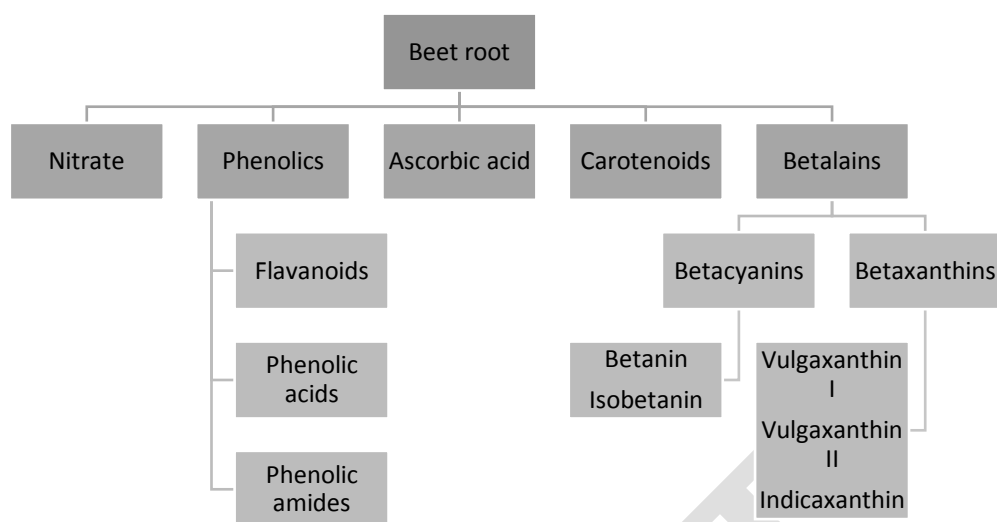 Beet root
Nitrate
Phenolics
Ascorbic acid
Carotenoids
Betalains
Flavanoids
Phenolic
acids
Phenolic
amides
Betacyanins
Betaxanthins
Betanin
Isobetanin
Vulgaxanthin
I
Vulgaxanthin
II
Indicaxanthin